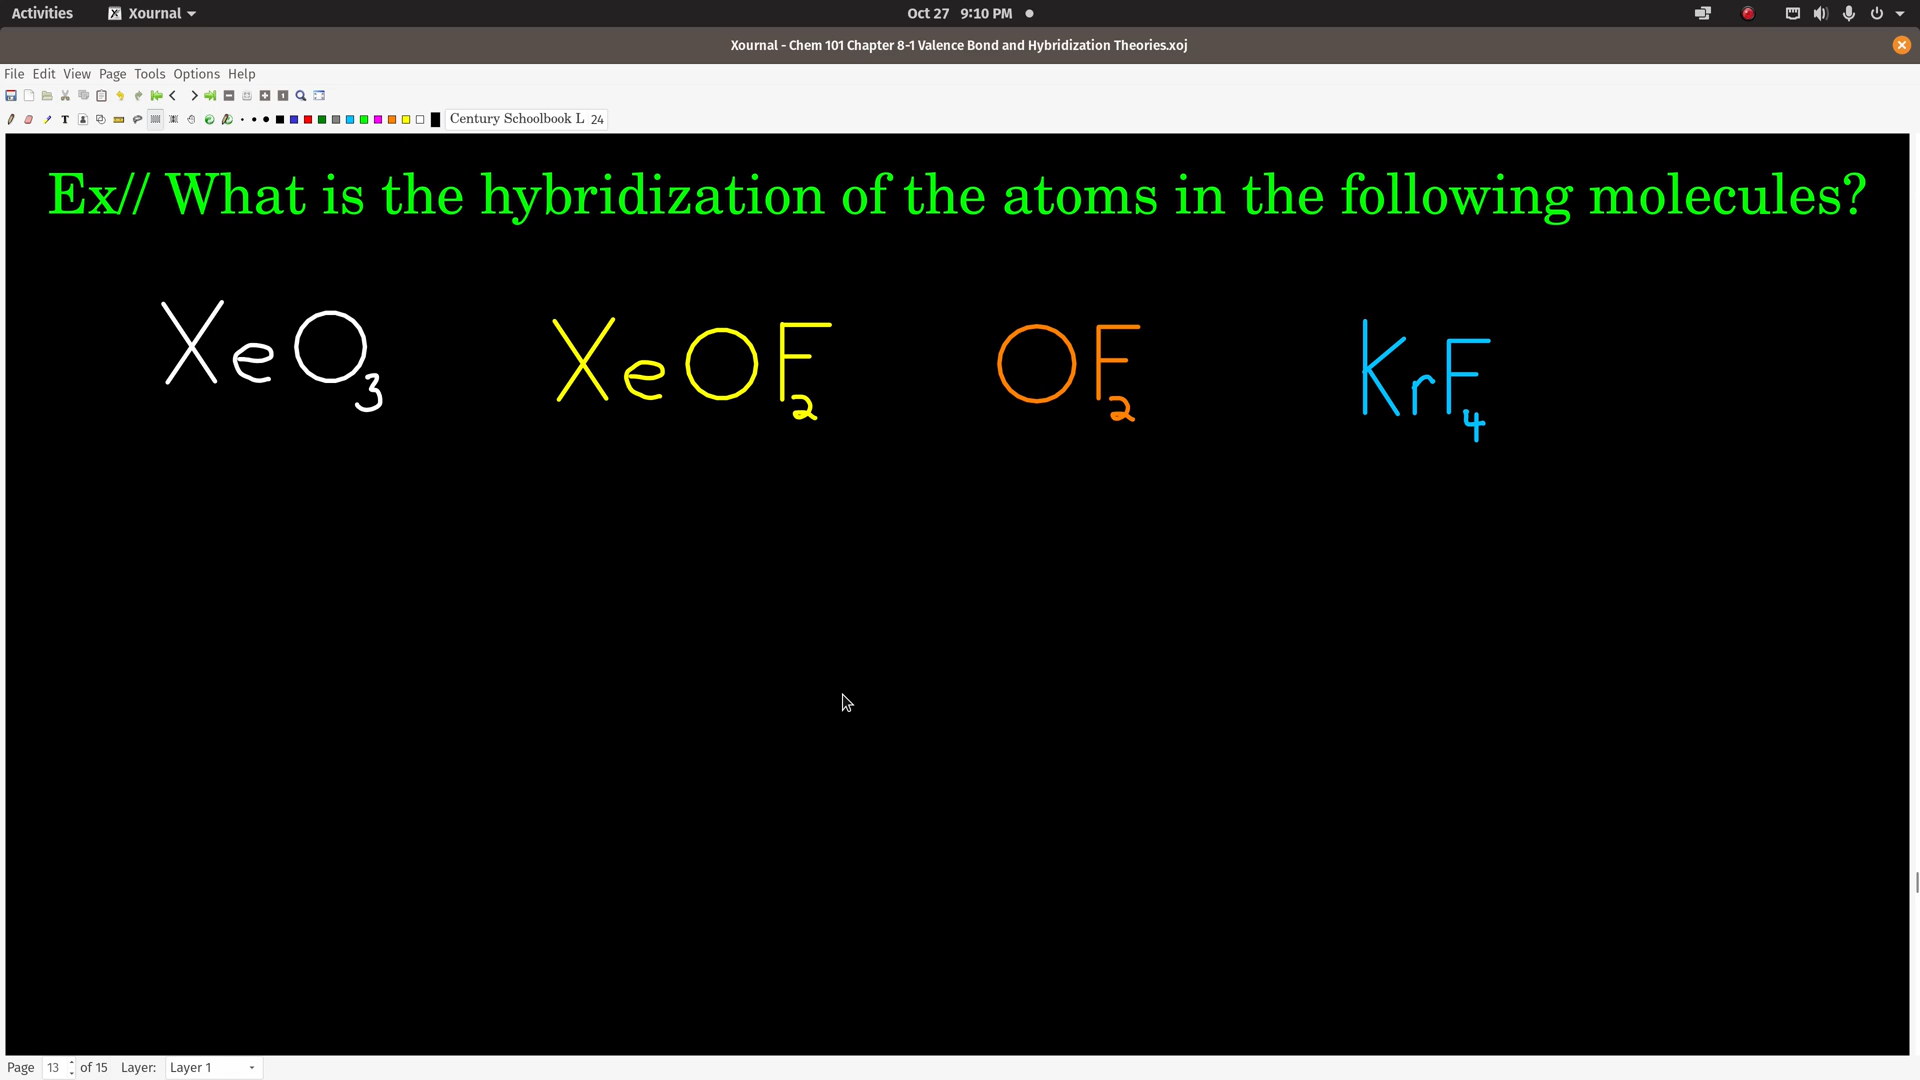 Activities Xournal Oct 27 9:10 PM
Xournal - Chem 101 Chapter 8-1 Valence Bond and Hybridization Theories.xoj
File Edit View Page Tools Options Help
T Century Schoolbook L 24
Ex// What is the hybridization of the atoms in the following molecules?
XeO₃ XeOF₂ OF₂ KrF₄
Page 13 of 15 Layer: Layer 1